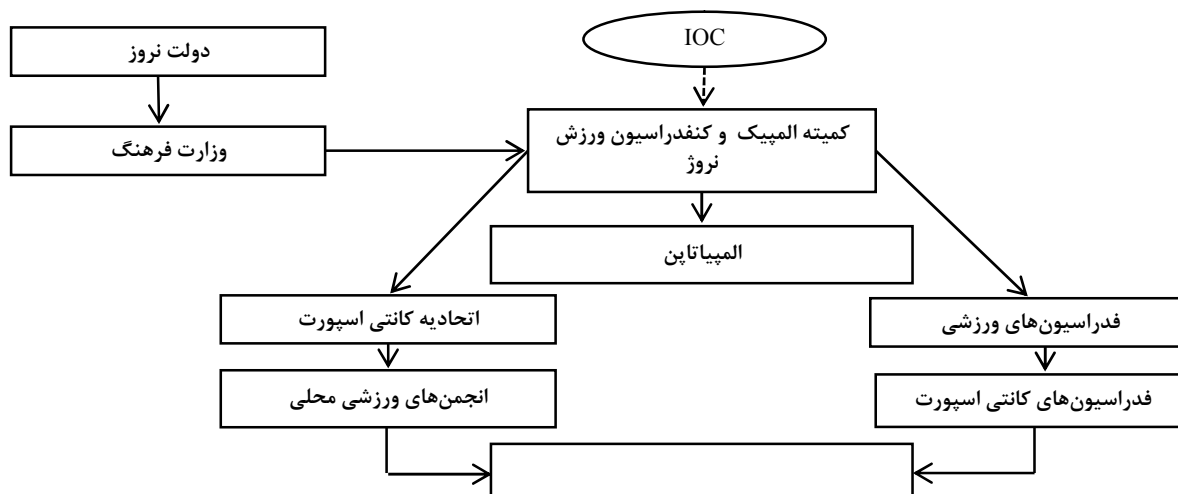 دولت نروز
IOC
وزارت فرهنگ
کمیته المپیک و کنفدراسیون ورزش
نروژ
المپیاتاپن
اتحادیه کانتی اسپورت
فدراسیون‌های ورزشی
انجمن‌های ورزشی محلی
فدراسیون‌های کانتی اسپورت